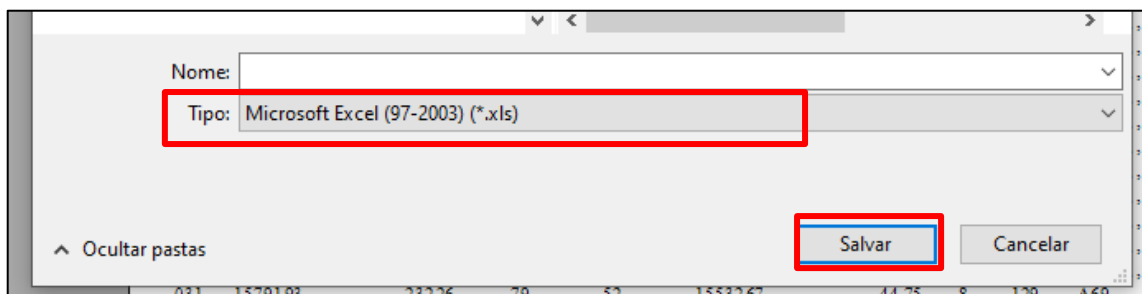 Nome:
Tipo: Microsoft Excel (97-2003) (*.xls)
Salvar Cancelar
Ocultar pastas